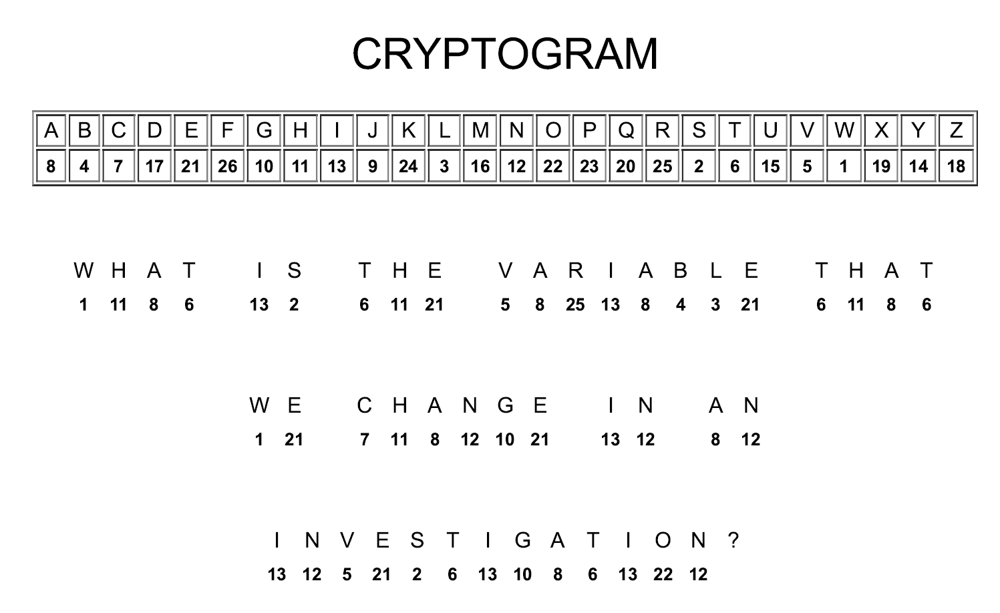 CRYPTOGRAM
A B C D E F G H I J K L M N O P Q R S T U V W X Y Z
8 4 7 17 21 26 10 11 13 9 24 3 16 12 22 23 20 25 2 6 15 5 1 19 14 18
W H A T I S T H E V A R I A B L E T H A T
1 11 8 6 13 2 6 11 21 5 8 25 13 8 4 3 21 6 11 8 6
W E C H A N G E I N A N
1 21 7 11 8 12 10 21 13 12 8 12
I N V E S T I G A T I O N ?
13 12 5 21 2 6 13 10 8 6 13 22 12